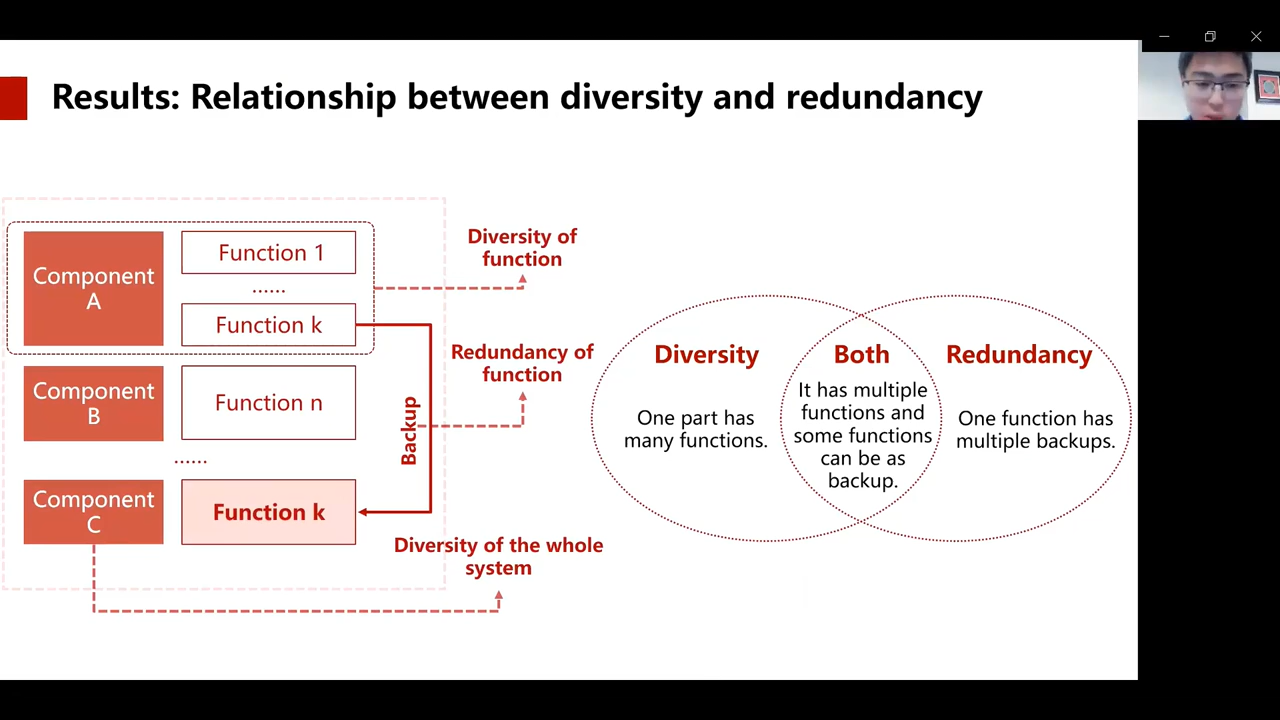 Results: Relationship between diversity and redundancy
Component
A
Function 1
......
Function k
Component
B
Function n
......
Component
C
Function k
Backup
Diversity of
function
Redundancy of
function
Diversity of the whole
system
Diversity
One part has
many functions.
Both
It has multiple
functions and
some functions
can be as
backup.
Redundancy
One function has
multiple backups.